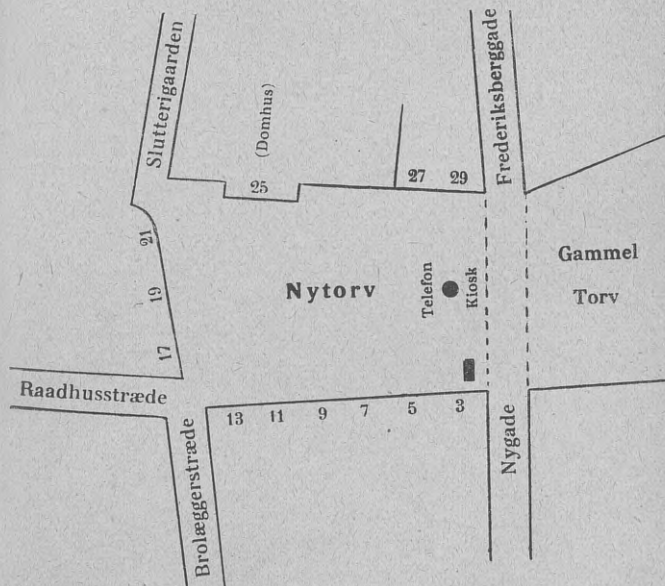 Slutterigaarden
(Domhus)
Frederiksberggade
25
27
29
21
19
17
Nytorv
Telefon
Kiosk
Gammel
Torv
Raadhusstræde
13
11
9
7
5
3
Brolæggerstræde
Nygade